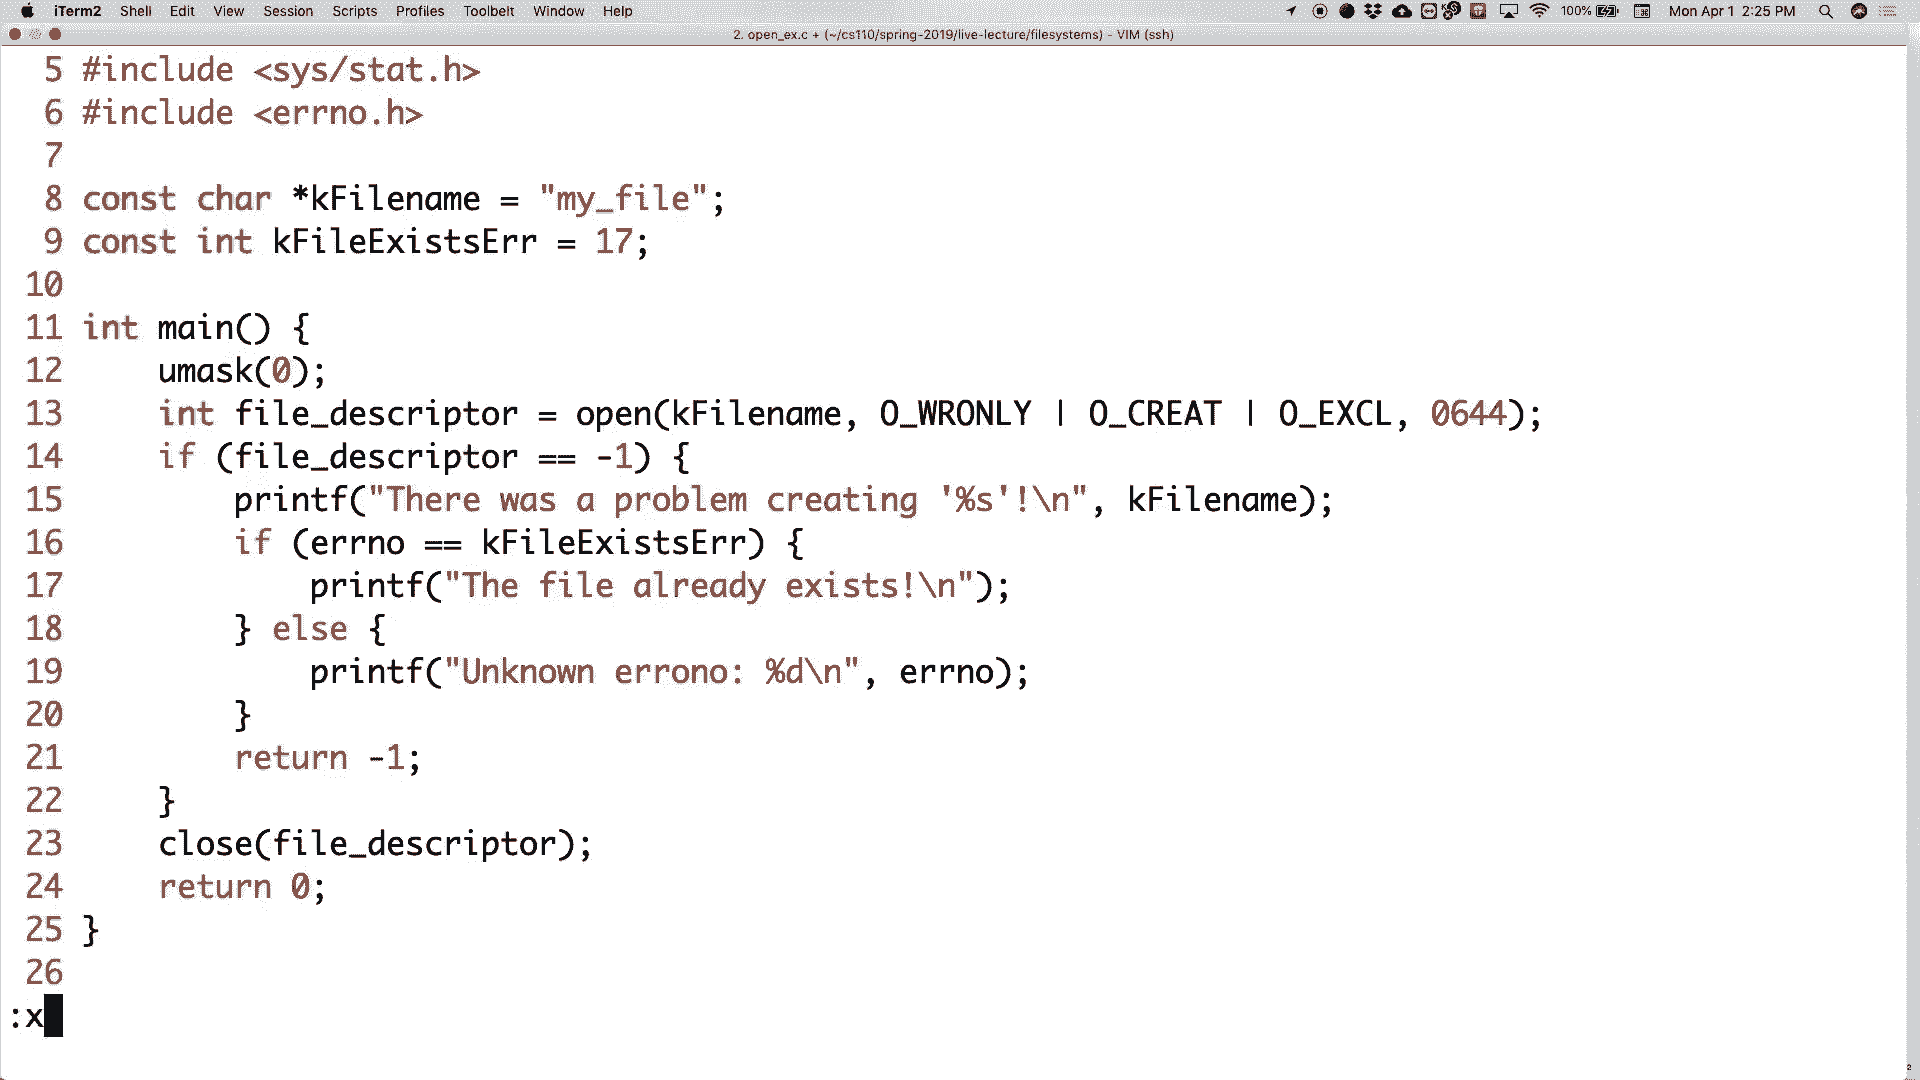 iTerm2 Shell Edit View Session Scripts Profiles Toolbelt Window Help 100% Mon Apr 1 2:25 PM
2. open_ex.c + (~/cs110/spring-2019/live-lecture/filesystems) - VIM (ssh)
5 #include <sys/stat.h>
6 #include <errno.h>
7
8 const char *kFilename = "my_file";
9 const int kFileExistsErr = 17;
10
11 int main() {
12     umask(0);
13     int file_descriptor = open(kFilename, O_WRONLY | O_CREAT | O_EXCL, 0644);
14     if (file_descriptor == -1) {
15         printf("There was a problem creating '%s'!\n", kFilename);
16         if (errno == kFileExistsErr) {
17             printf("The file already exists!\n");
18         } else {
19             printf("Unknown errono: %d\n", errno);
20         }
21         return -1;
22     }
23     close(file_descriptor);
24     return 0;
25 }
26
:x
2